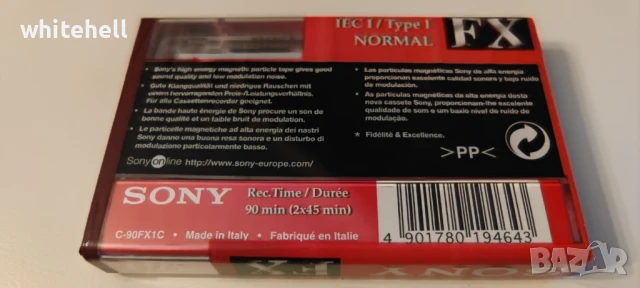 whitehell
IEC I / Type I
NORMAL
FX
• Sony's high energy magnetic particle tape gives good
sound quality and low modulation noise.
• Gute Klangqualität und niedriges Rauschen mit
einem hervorragenden Preis-/Leistungsverhältnis.
Für alle Cassettenrecorder geeignet.
• La bande haute énergie de Sony procure un son de
bonne qualité et un faible bruit de modulation.
• Le particelle magnetiche ad alta energia dei nastri
Sony danno una buona resa sonora e un disturbo di
modulazione particolarmente basso.
Sony online http://www.sony-europe.com/
• Las partículas magnéticas Sony de alta energía
proporcionan excelente calidad sonora y bajo ruido
de modulación.
• As partículas magnéticas de alta energia desta
nova cassete Sony, proporcionam-lhe excelente
qualidade de som e um baixo nível de ruído de
modulação.
* Fidélité & Excellence.
>PP<
SONY
Rec.Time / Durée
90 min (2x45 min)
C-90FX1C • Made in Italy • Fabriqué en Italie
4 901780 194643
FX
SONY
bazar.bg